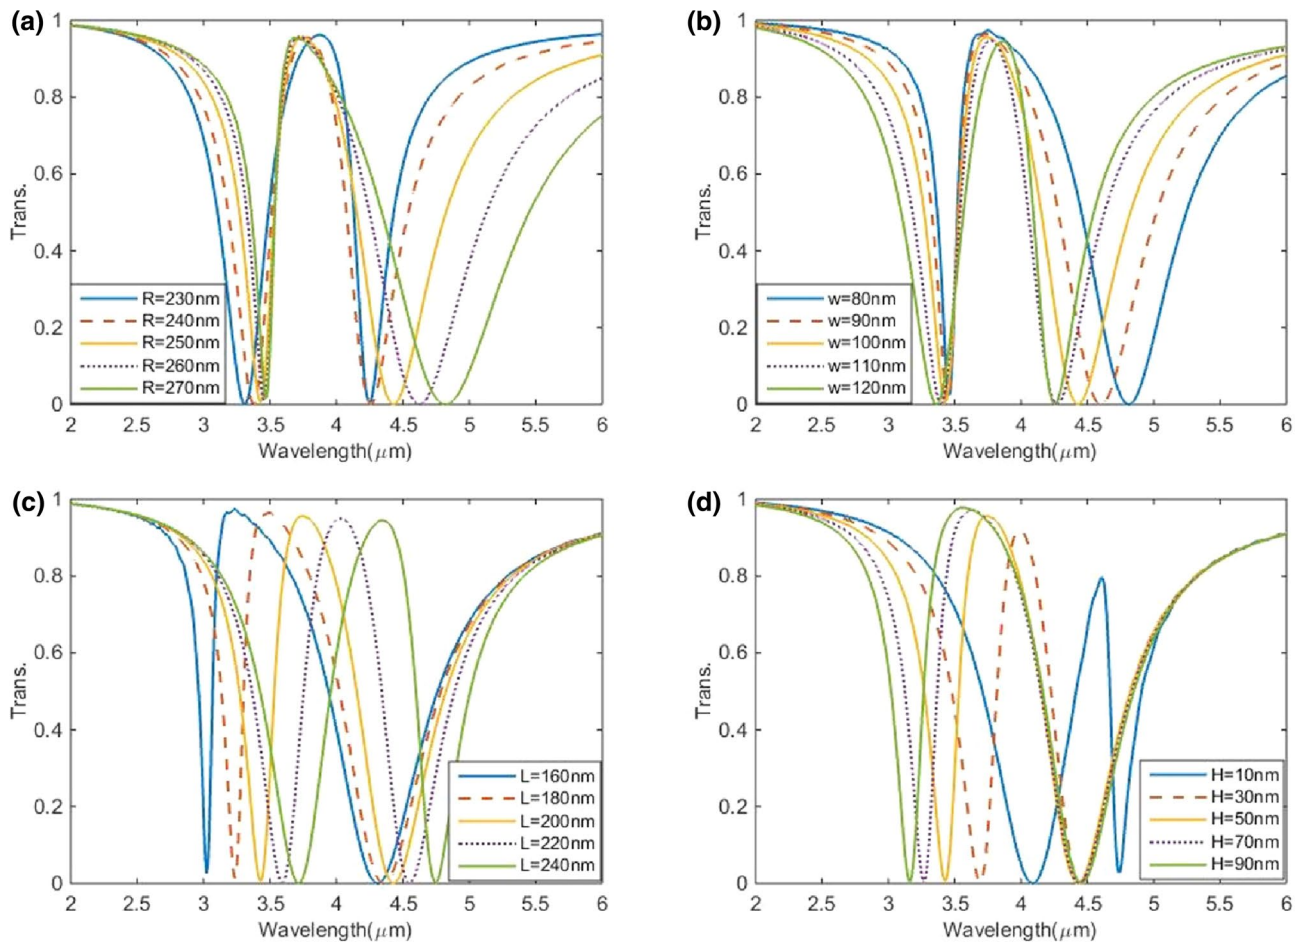 (a)
1
0.8
0.6
0.4
0.2
0
Trans.
R=230nm
R=240nm
R=250nm
R=260nm
R=270nm
2 2.5 3 3.5 4 4.5 5 5.5 6
Wavelength(μm)
(b)
1
0.8
0.6
0.4
0.2
0
Trans.
w=80nm
w=90nm
w=100nm
w=110nm
w=120nm
2 2.5 3 3.5 4 4.5 5 5.5 6
Wavelength(μm)
(c)
1
0.8
0.6
0.4
0.2
0
Trans.
L=160nm
L=180nm
L=200nm
L=220nm
L=240nm
2 2.5 3 3.5 4 4.5 5 5.5 6
Wavelength(μm)
(d)
1
0.8
0.6
0.4
0.2
0
Trans.
H=10nm
H=30nm
H=50nm
H=70nm
H=90nm
2 2.5 3 3.5 4 4.5 5 5.5 6
Wavelength(μm)